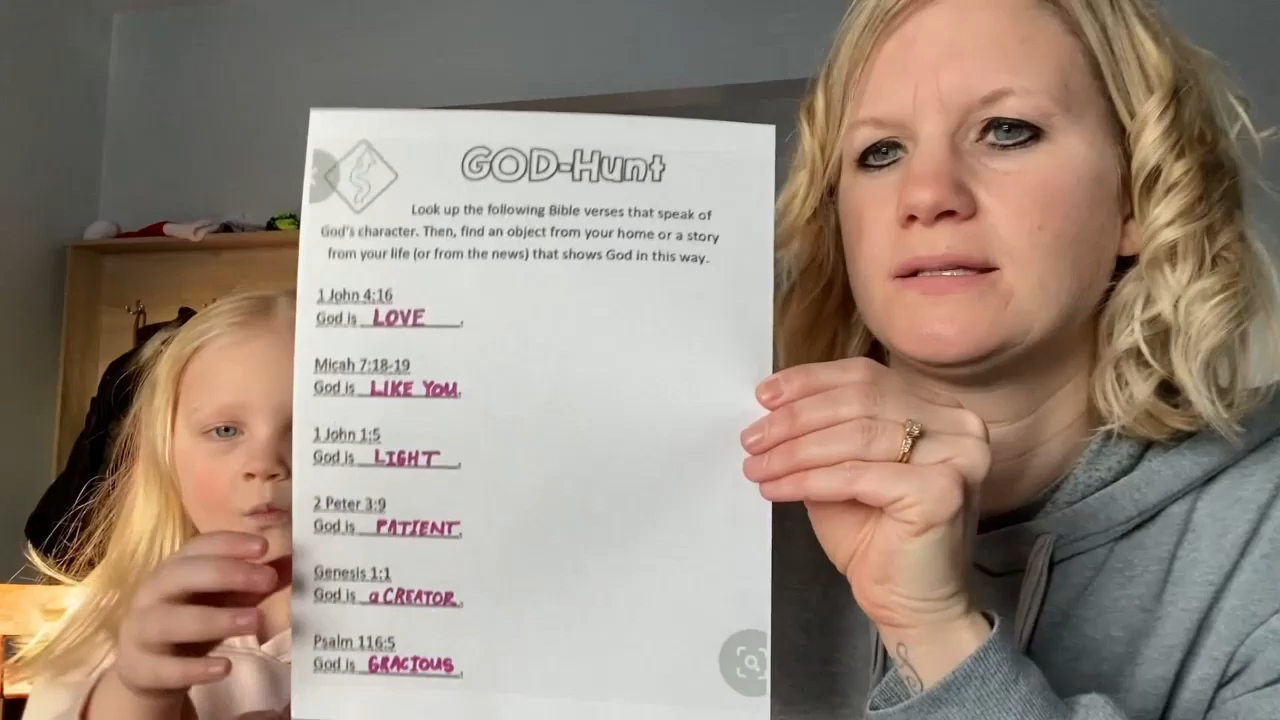 GOD-Hunt
Look up the following Bible verses that speak of
God's character. Then, find an object from your home or a story
from your life (or from the news) that shows God in this way.
1 John 4:16
God is LOVE.
Micah 7:18-19
God is LIKE YOU.
1 John 1:5
God is LIGHT.
2 Peter 3:9
God is PATIENT.
Genesis 1:1
God is a CREATOR.
Psalm 116:5
God is GRACIOUS.